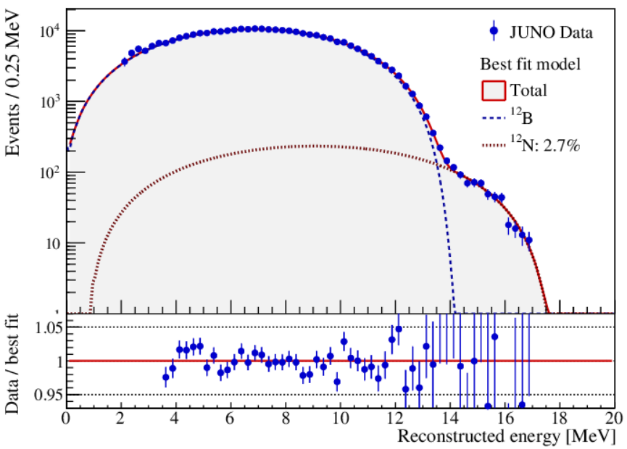 Events / 0.25 MeV
10⁴
10³
10²
10
1
JUNO Data
Best fit model
Total
¹²B
¹²N: 2.7%
Data / best fit
1.05
1
0.95
0 2 4 6 8 10 12 14 16 18 20
Reconstructed energy [MeV]